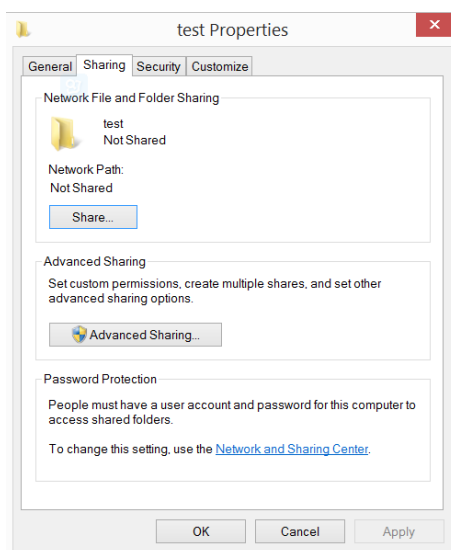 test Properties
General Sharing Security Customize
Network File and Folder Sharing
test
Not Shared
Network Path:
Not Shared
Share...
Advanced Sharing
Set custom permissions, create multiple shares, and set other
advanced sharing options.
Advanced Sharing...
Password Protection
People must have a user account and password for this computer to
access shared folders.
To change this setting, use the Network and Sharing Center.
OK Cancel Apply